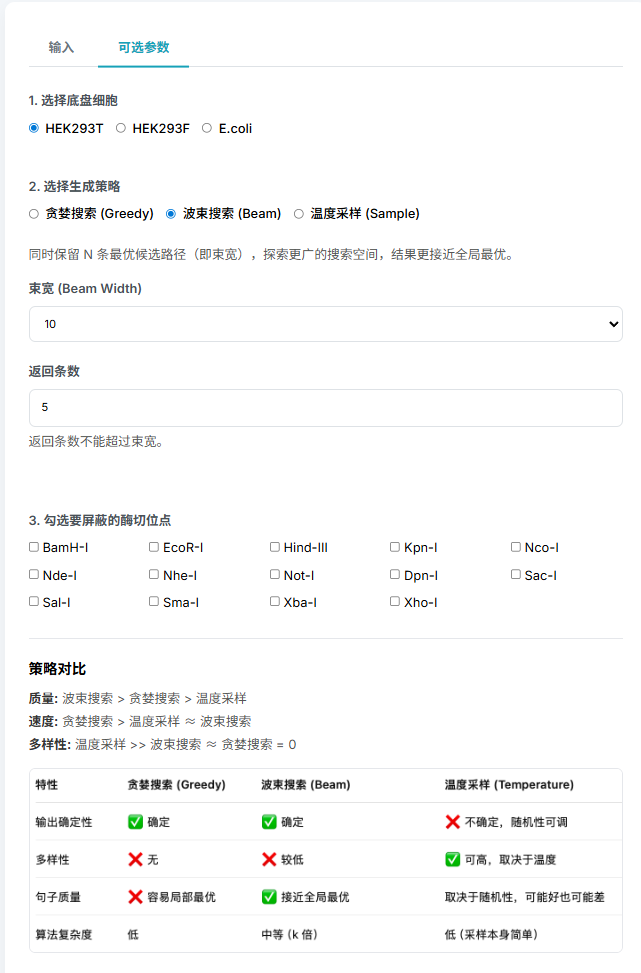 输入 可选参数
1. 选择底盘细胞
HEK293T HEK293F E.coli
2. 选择生成策略
贪婪搜索 (Greedy) 波束搜索 (Beam) 温度采样 (Sample)
同时保留 N 条最优候选路径（即束宽），探索更广的搜索空间，结果更接近全局最优。
束宽 (Beam Width)
10
返回条数
5
返回条数不能超过束宽。
3. 勾选要屏蔽的酶切位点
BamH-I EcoR-I Hind-III Kpn-I Nco-I
Nde-I Nhe-I Not-I Dpn-I Sac-I
Sal-I Sma-I Xba-I Xho-I
策略对比
质量: 波束搜索 > 贪婪搜索 > 温度采样
速度: 贪婪搜索 > 温度采样 ≈ 波束搜索
多样性: 温度采样 >> 波束搜索 ≈ 贪婪搜索 = 0
特性 贪婪搜索 (Greedy) 波束搜索 (Beam) 温度采样 (Temperature)
输出确定性 ✅ 确定 ✅ 确定 ❌ 不确定，随机性可调
多样性 ❌ 无 ❌ 较低 ✅ 可高，取决于温度
句子质量 ❌ 容易局部最优 ✅ 接近全局最优 取决于随机性，可能好也可能差
算法复杂度 低 中等 (k 倍) 低 (采样本身简单)